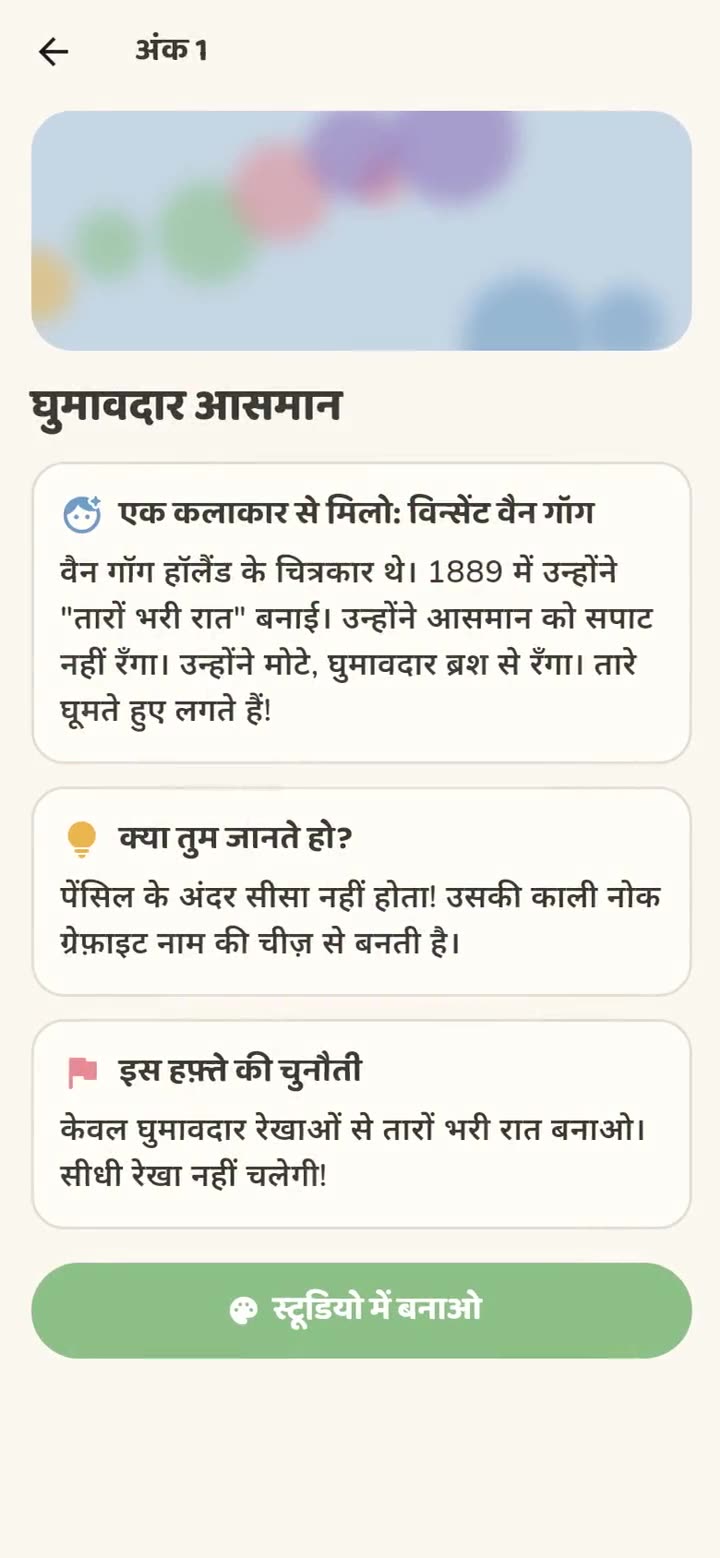 अंक 1
घुमावदार आसमान
एक कलाकार से मिलो: विन्सेंट वैन गॉग
वैन गॉग हॉलैंड के चित्रकार थे। 1889 में उन्होंने
"तारों भरी रात" बनाई। उन्होंने आसमान को सपाट
नहीं रँगा। उन्होंने मोटे, घुमावदार ब्रश से रँगा। तारे
घूमते हुए लगते हैं!
क्या तुम जानते हो?
पेंसिल के अंदर सीसा नहीं होता! उसकी काली नोक
ग्रेफ़ाइट नाम की चीज़ से बनती है।
इस हफ़्ते की चुनौती
केवल घुमावदार रेखाओं से तारों भरी रात बनाओ।
सीधी रेखा नहीं चलेगी!
स्टूडियो में बनाओ